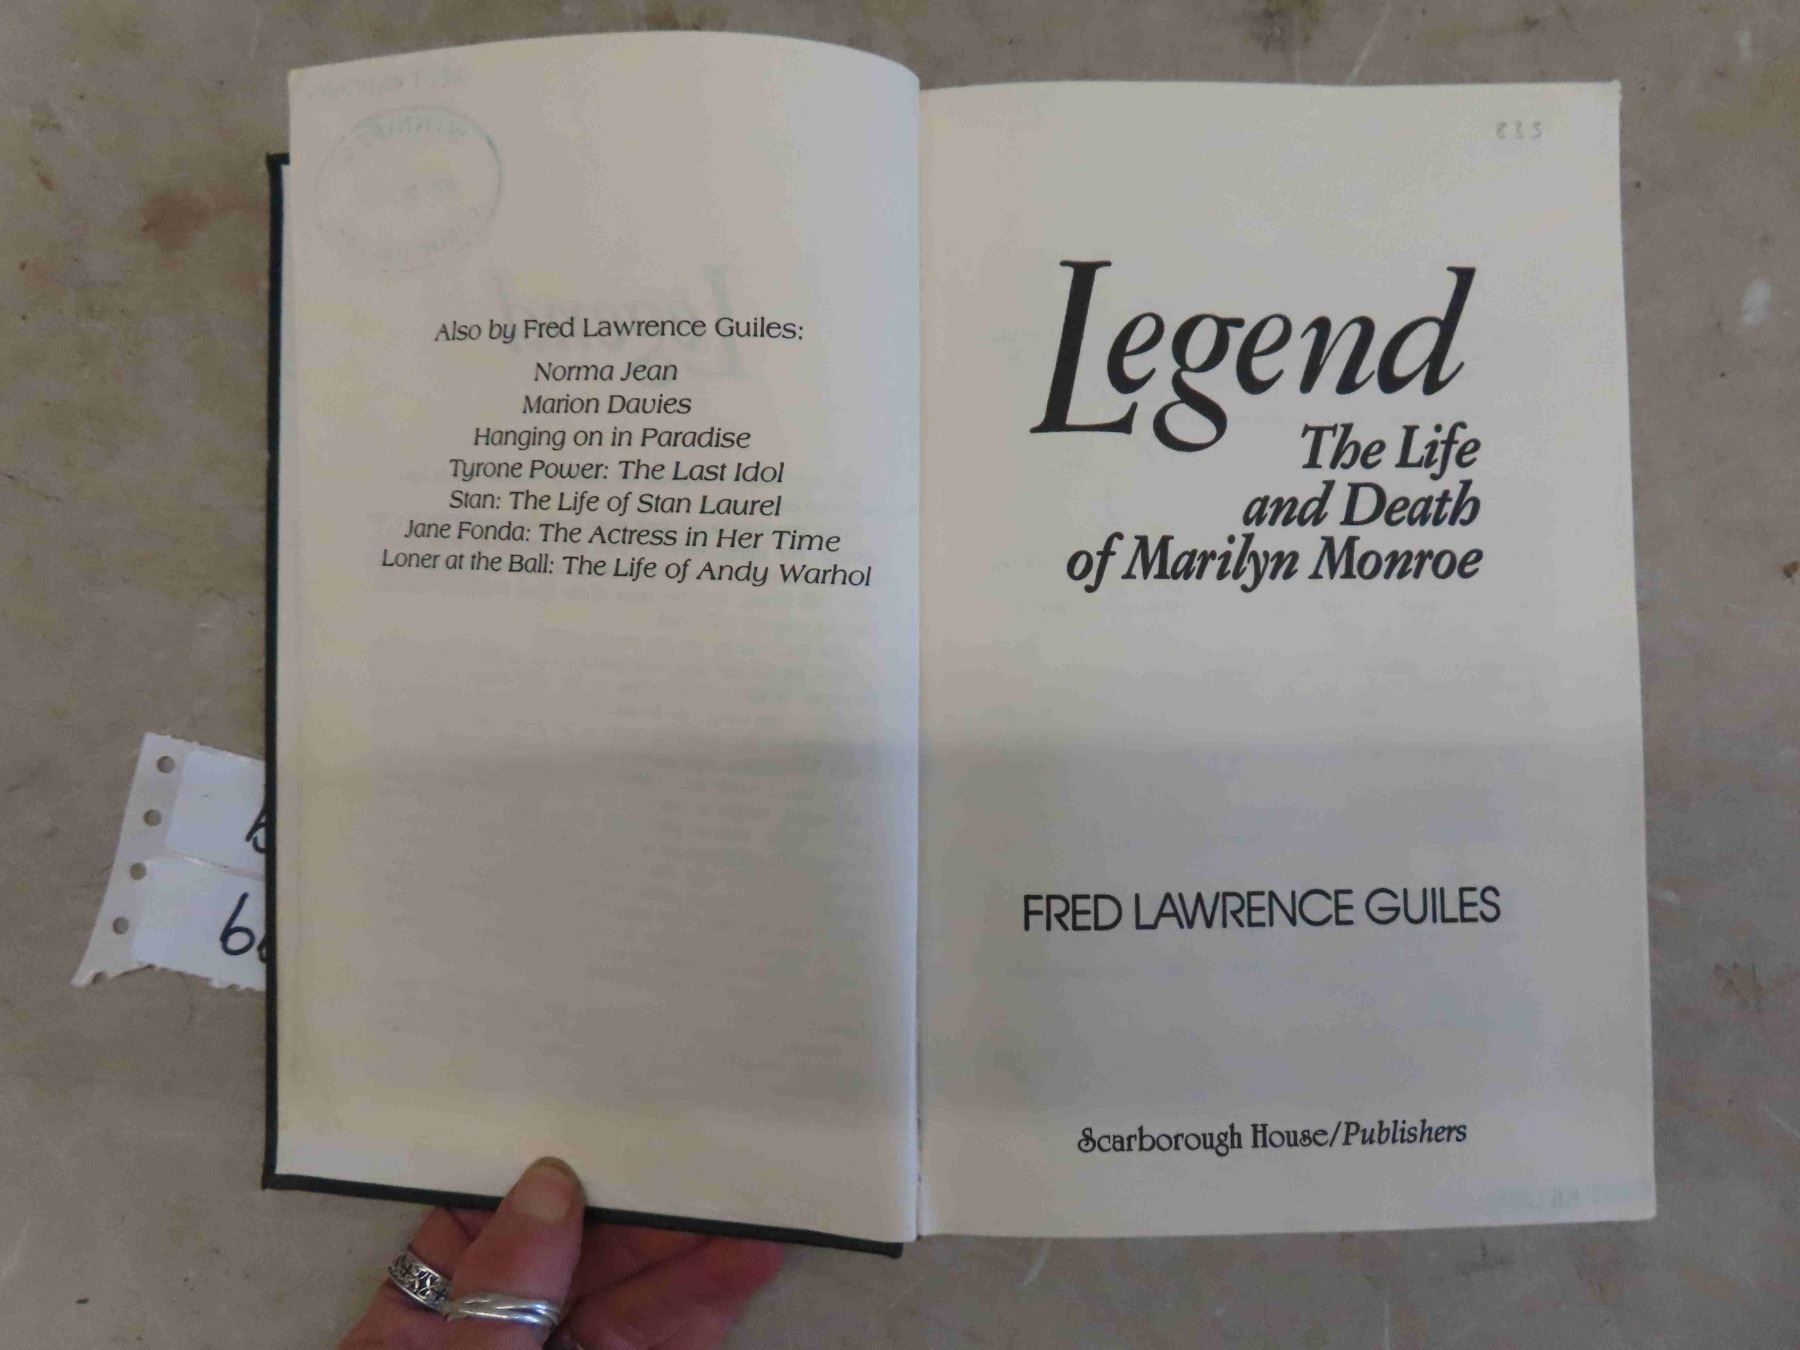 Also by Fred Lawrence Guiles:
Norma Jean
Marion Davies
Hanging on in Paradise
Tyrone Power: The Last Idol
Stan: The Life of Stan Laurel
Jane Fonda: The Actress in Her Time
Loner at the Ball: The Life of Andy Warhol
Legend
The Life
and Death
of Marilyn Monroe
FRED LAWRENCE GUILES
Scarborough House/Publishers